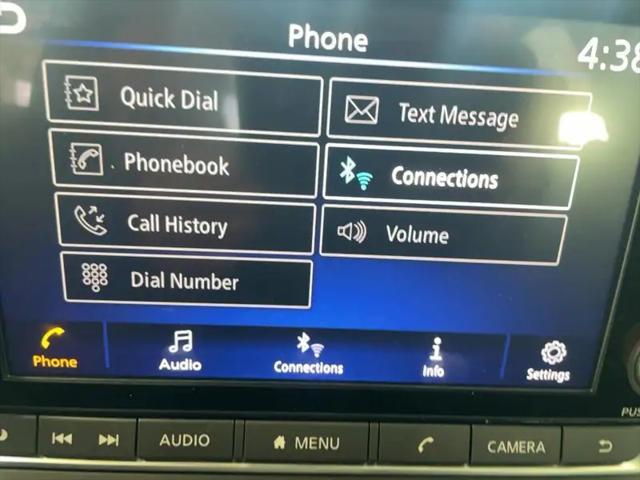 Phone
4:38
Quick Dial
Text Message
Phonebook
Connections
Call History
Volume
Dial Number
Phone
Audio
Connections
Info
Settings
AUDIO
MENU
CAMERA